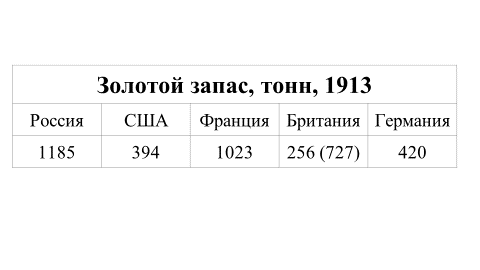 Золотой запас, тонн, 1913
Россия США Франция Британия Германия
1185 394 1023 256 (727) 420